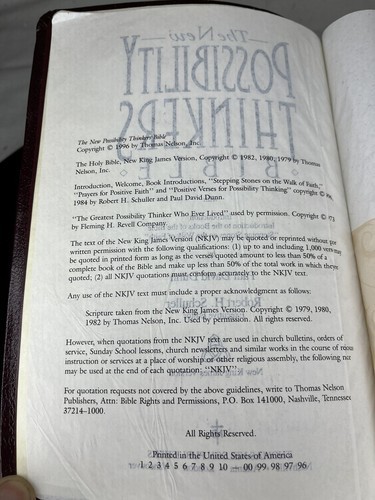 The New Possibility Thinkers Bible
Copyright © 1996 by Thomas Nelson, Inc.
The Holy Bible, New King James Version, Copyright © 1982, 1980, 1979 by Thomas
Nelson, Inc.
Introduction, Welcome, Book Introductions, "Stepping Stones on the Walk of Faith,"
"Prayers for Positive Faith" and "Positive Verses for Possibility Thinking" copyright ©
1984 by Robert H. Schuller and Paul David Dunn.
"The Greatest Possibility Thinker Who Ever Lived" used by permission. Copyright ©
by Fleming H. Revell Company.
The text of the New King James Version (NKJV) may be quoted or reprinted without
written permission with the following qualifications: (1) up to and including 1,000
be quoted in printed form as long as the verses quoted amount to less than 50% of a
complete book of the Bible and make up less than 50% of the total work in which
quoted; (2) all NKJV quotations must conform accurately to the NKJV text.
Any use of the NKJV text must include a proper acknowledgment as follows:
Scripture taken from the New King James Version. Copyright © 1979, 1980,
1982 by Thomas Nelson, Inc. Used by permission. All rights reserved.
However, when quotations from the NKJV text are used in church bulletins, orders of
service, Sunday School lessons, church newsletters and similar works in the course of
instruction or services at a place of worship or other religious assembly, the following
may be used at the end of each quotation: "NKJV"
For quotation requests not covered by the above guidelines, write to Thomas Nelson
Publishers, Attn: Bible Rights and Permissions, P.O. Box 141000, Nashville, Tennessee
37214-1000.
All Rights Reserved.
Printed in the United States of America
1 2 3 4 5 6 7 8 9 10 — 00 99 98 97 96